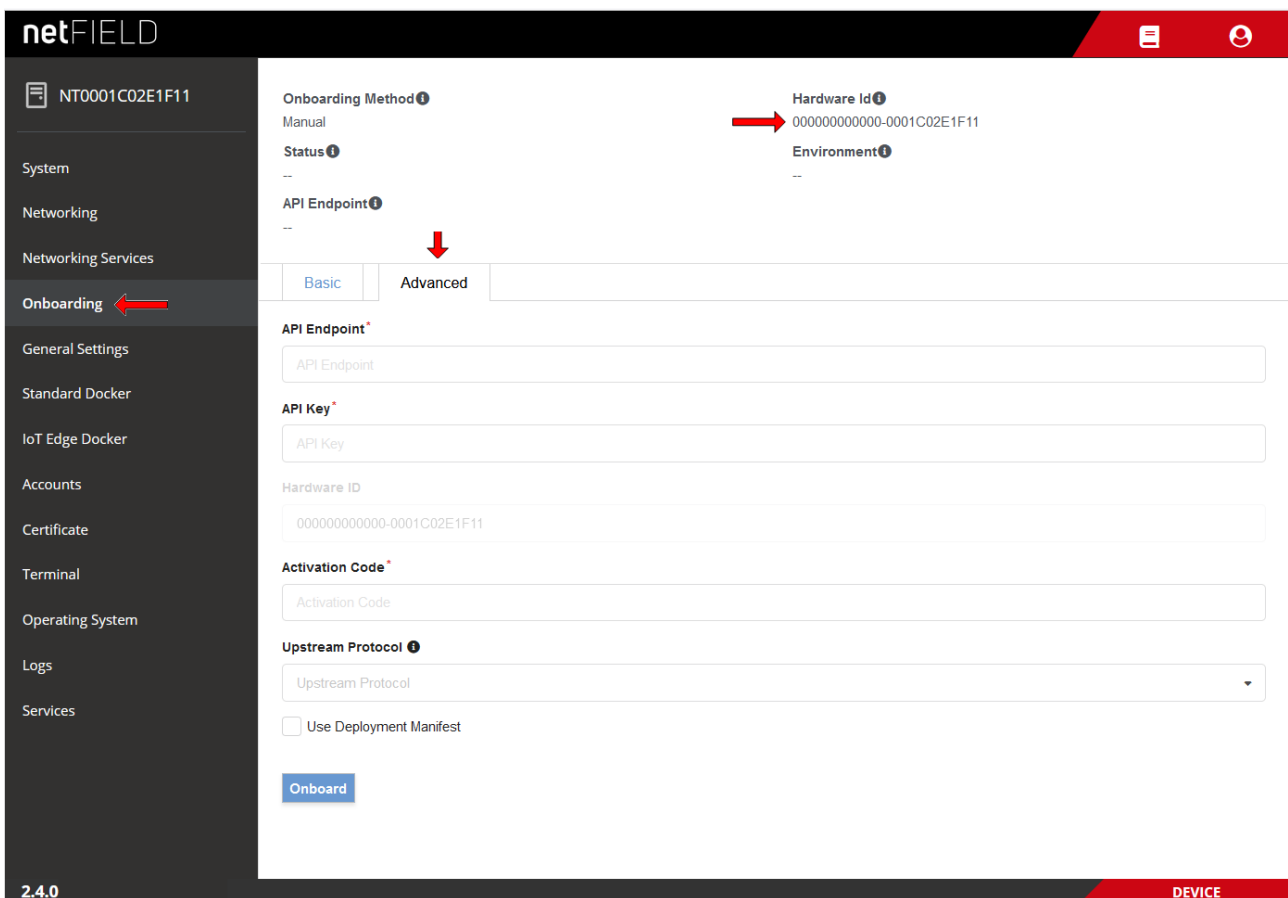 netFIELD
NT0001C02E1F11
System
Networking
Networking Services
Onboarding
General Settings
Standard Docker
IoT Edge Docker
Accounts
Certificate
Terminal
Operating System
Logs
Services
2.4.0
Onboarding Method
Manual
Hardware Id
000000000000-0001C02E1F11
Status
--
Environment
--
API Endpoint
--
Basic
Advanced
API Endpoint*
API Endpoint
API Key*
API Key
Hardware ID
000000000000-0001C02E1F11
Activation Code*
Activation Code
Upstream Protocol
Upstream Protocol
Use Deployment Manifest
Onboard
DEVICE